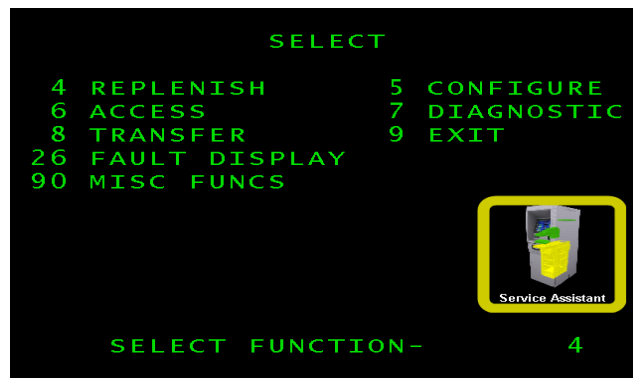 SELECT
4 REPLENISH 5 CONFIGURE
6 ACCESS 7 DIAGNOSTIC
8 TRANSFER 9 EXIT
26 FAULT DISPLAY
90 MISC FUNCS
Service Assistant
SELECT FUNCTION- 4